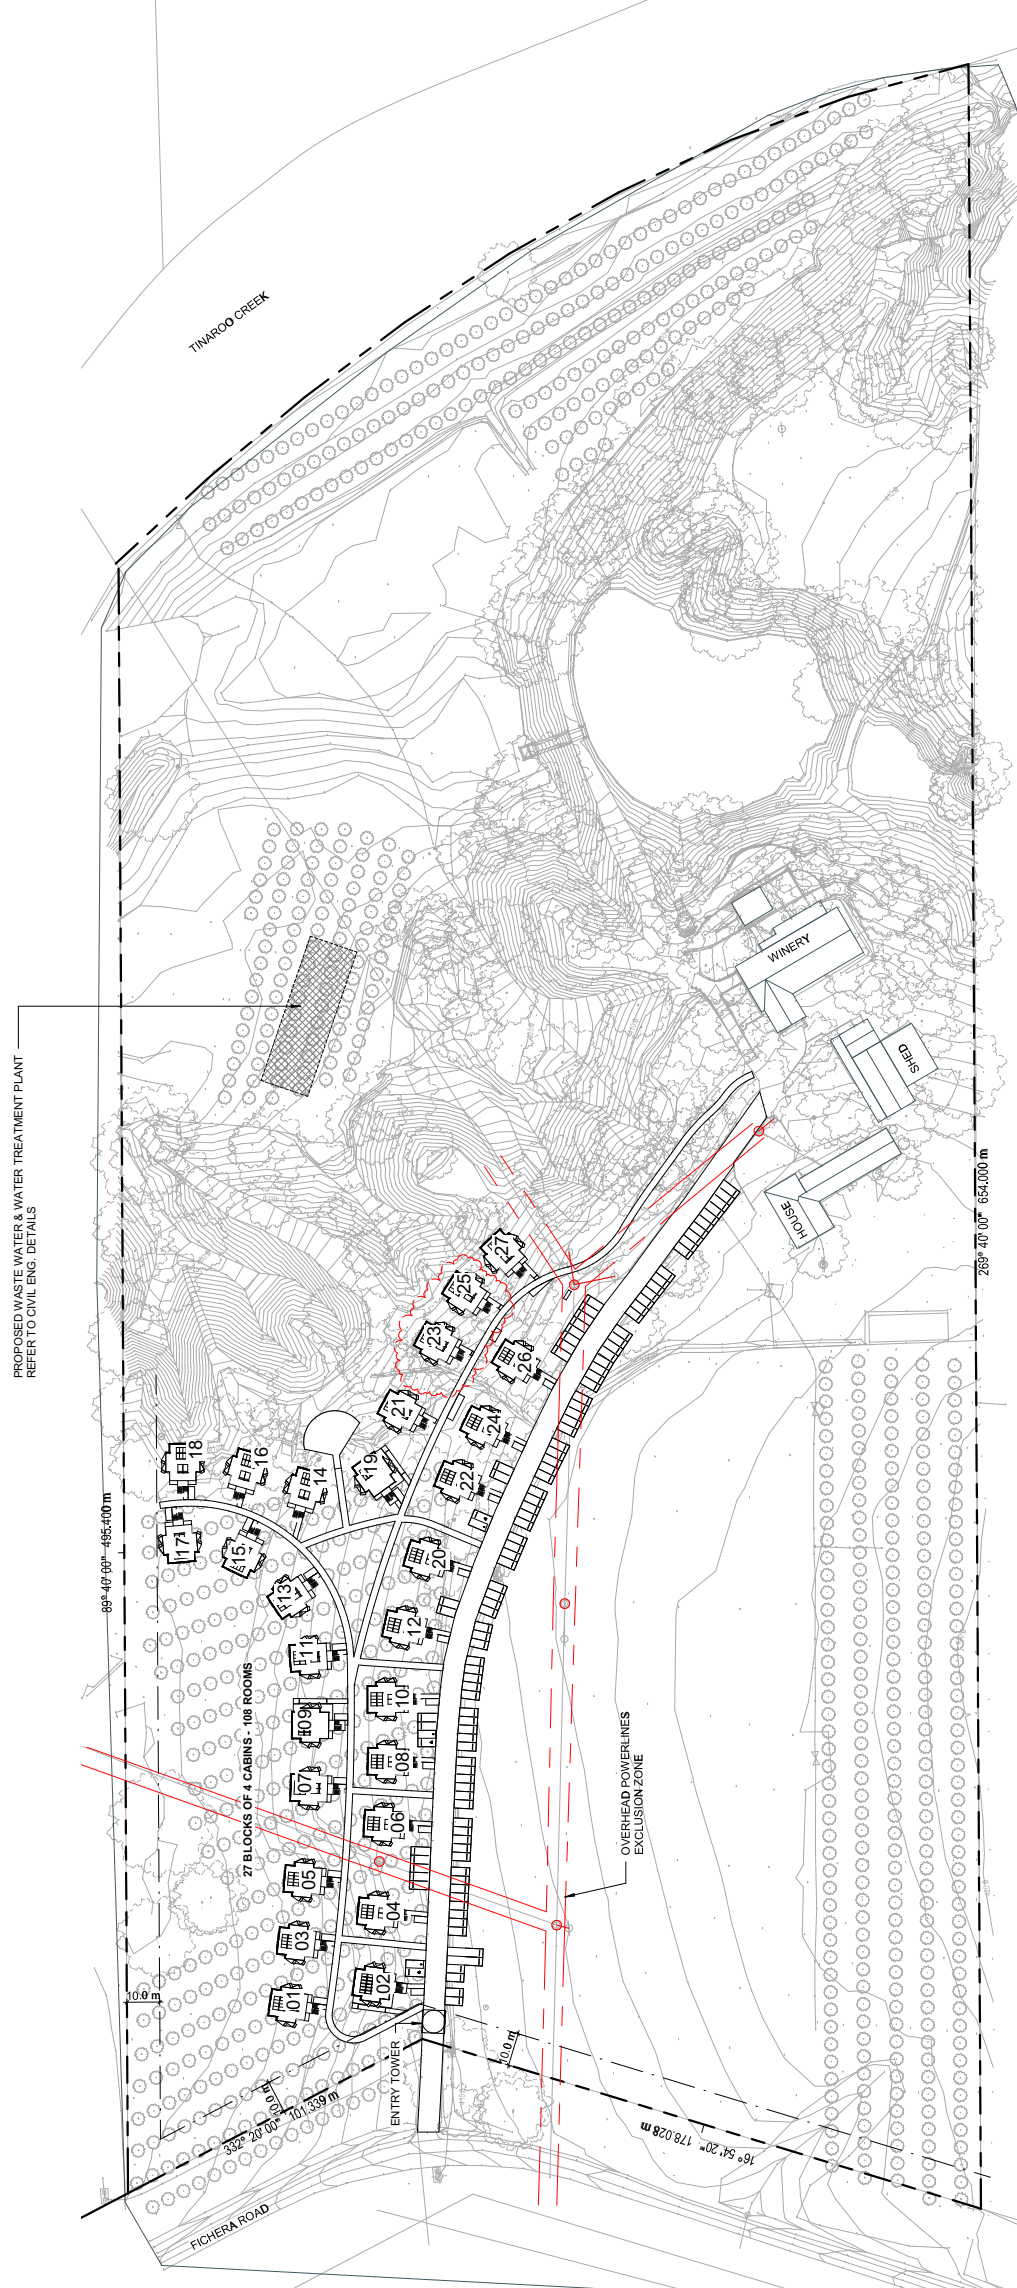 TINAROO CREEK
PROPOSED WASTE WATER & WATER TREATMENT PLANT
REFER TO CIVIL ENG. DETAILS
WINERY
SHED
HOUSE
269° 40' 00" 654.000 m
89° 40' 00" 495.400 m
27
25
23
26
21
24
18
16
14
19
22
17
15
20
13
12
11
10
09
08
07
06
05
04
03
02
01
27 BLOCKS OF 4 CABINS - 108 ROOMS
OVERHEAD POWERLINES
EXCLUSION ZONE
10.0 m
ENTRY TOWER
10.0 m
10.0 m
332° 20' 00" 101.339 m
16° 54' 20" 178.028 m
FICHERA ROAD